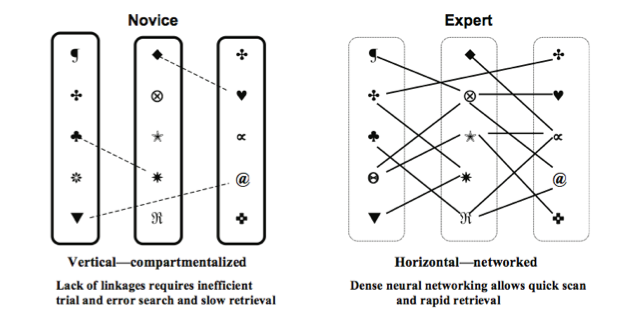 Novice
Expert
¶ ◆ ✣
✣ ⊗ ♥
♣ ✭ ∝
❊ ✷ @
▼ ℜ ✤
¶ ◆ ✣
✣ ⊗ ♥
♣ ✭ ∝
Θ ✷ @
▼ ℜ ✤
Vertical—compartmentalized
Horizontal—networked
Lack of linkages requires inefficient
trial and error search and slow retrieval
Dense neural networking allows quick scan
and rapid retrieval